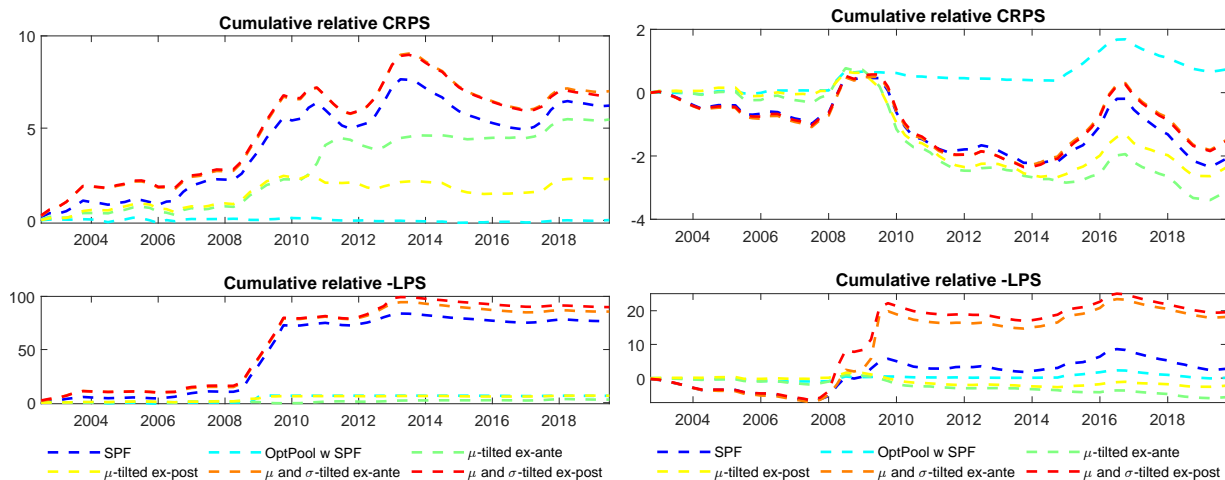 Cumulative relative CRPS
10
5
0
2004 2006 2008 2010 2012 2014 2016 2018
Cumulative relative -LPS
100
50
0
2004 2006 2008 2010 2012 2014 2016 2018
SPF OptPool w SPF μ-tilted ex-ante
μ-tilted ex-post μ and σ-tilted ex-ante μ and σ-tilted ex-post
Cumulative relative CRPS
2
0
-2
-4
2004 2006 2008 2010 2012 2014 2016 2018
Cumulative relative -LPS
20
10
0
2004 2006 2008 2010 2012 2014 2016 2018
SPF OptPool w SPF μ-tilted ex-ante
μ-tilted ex-post μ and σ-tilted ex-ante μ and σ-tilted ex-post